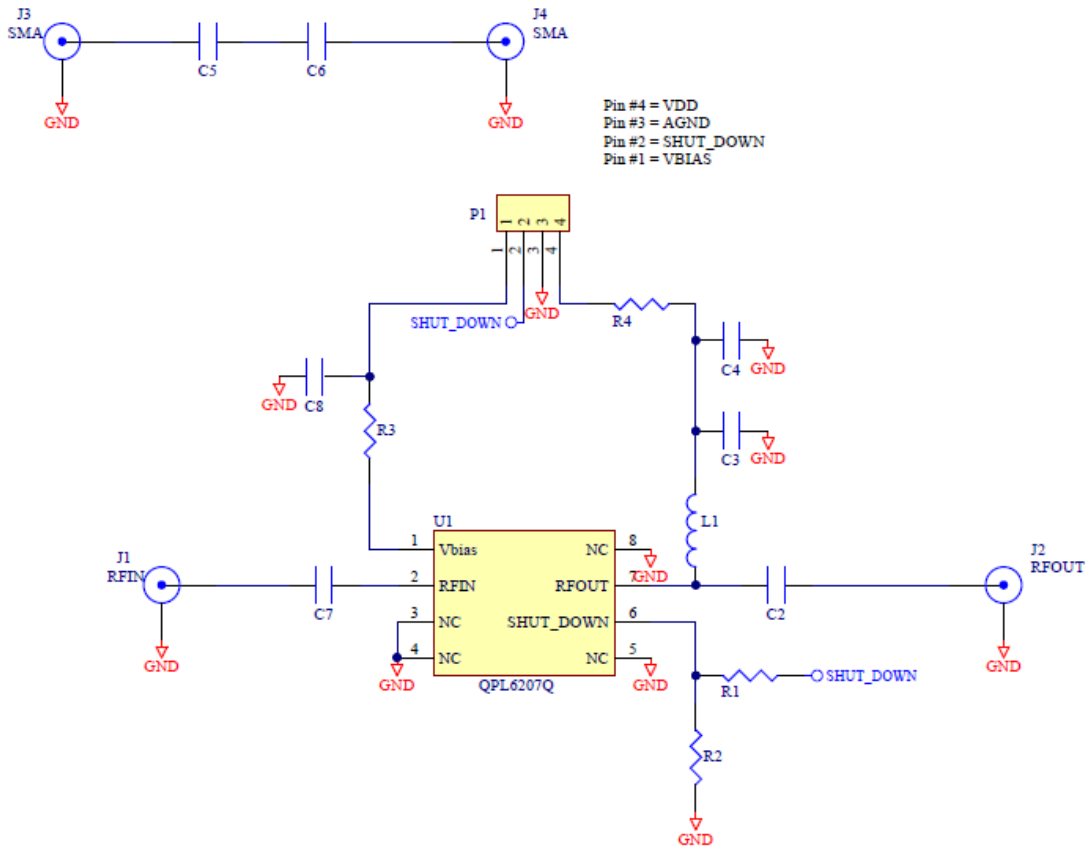 J3
SMA
C5
C6
J4
SMA
GND
GND
Pin #4 = VDD
Pin #3 = AGND
Pin #2 = SHUT_DOWN
Pin #1 = VBIAS
P1
1
2
3
4
1
2
3
4
GND
SHUT_DOWN
R4
C4
GND
GND
C8
R3
C3
GND
L1
U1
1
Vbias
NC
8
GND
J1
RFIN
2
RFIN
RFOUT
7
J2
RFOUT
C7
C2
3
NC
SHUT_DOWN
6
4
NC
NC
5
GND
GND
GND
GND
QPL6207Q
R1
SHUT_DOWN
R2
GND